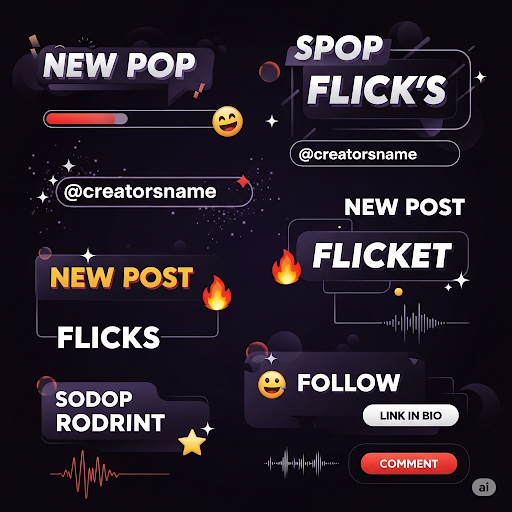 NEW POP
@creatorsname
NEW POST
FLICKS
SODOP
RODRINT
SPOP
FLICK'S
@creatorsname
NEW POST
FLICKET
FOLLOW
LINK IN BIO
COMMENT
ai